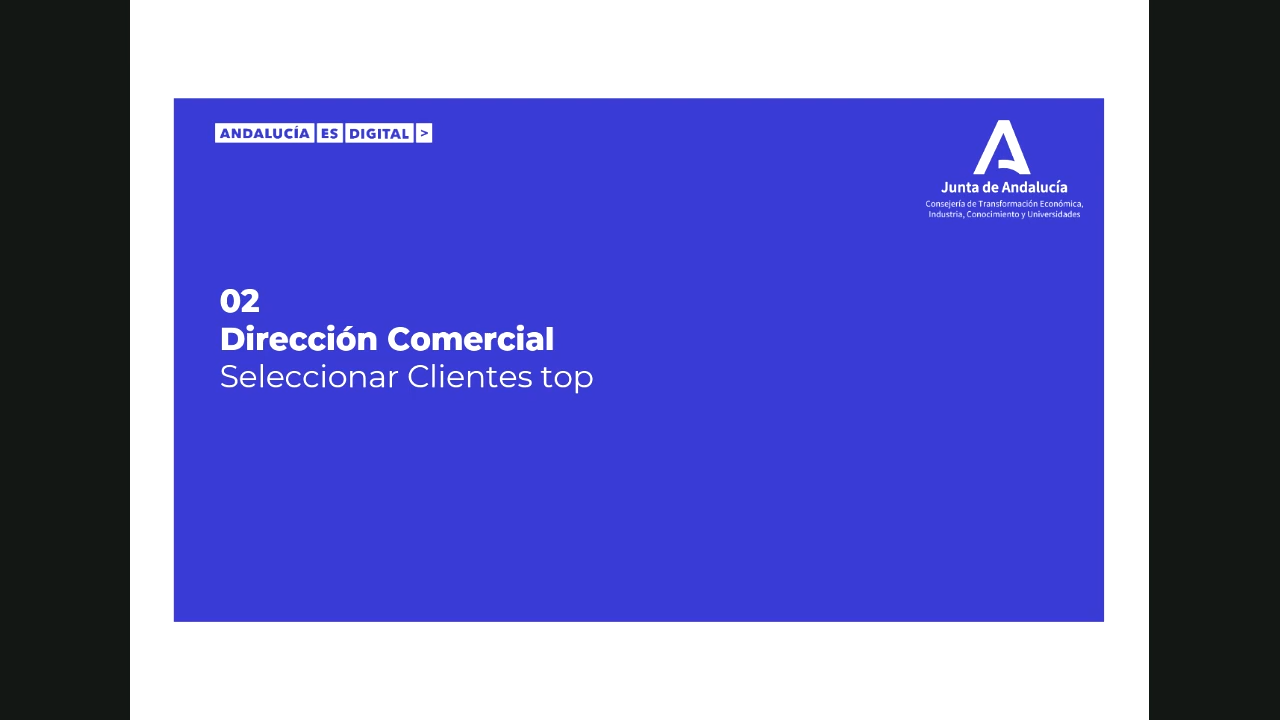 ANDALUCÍA ES DIGITAL >
Junta de Andalucía
Consejería de Transformación Económica,
Industria, Conocimiento y Universidades
02
Dirección Comercial
Seleccionar Clientes top